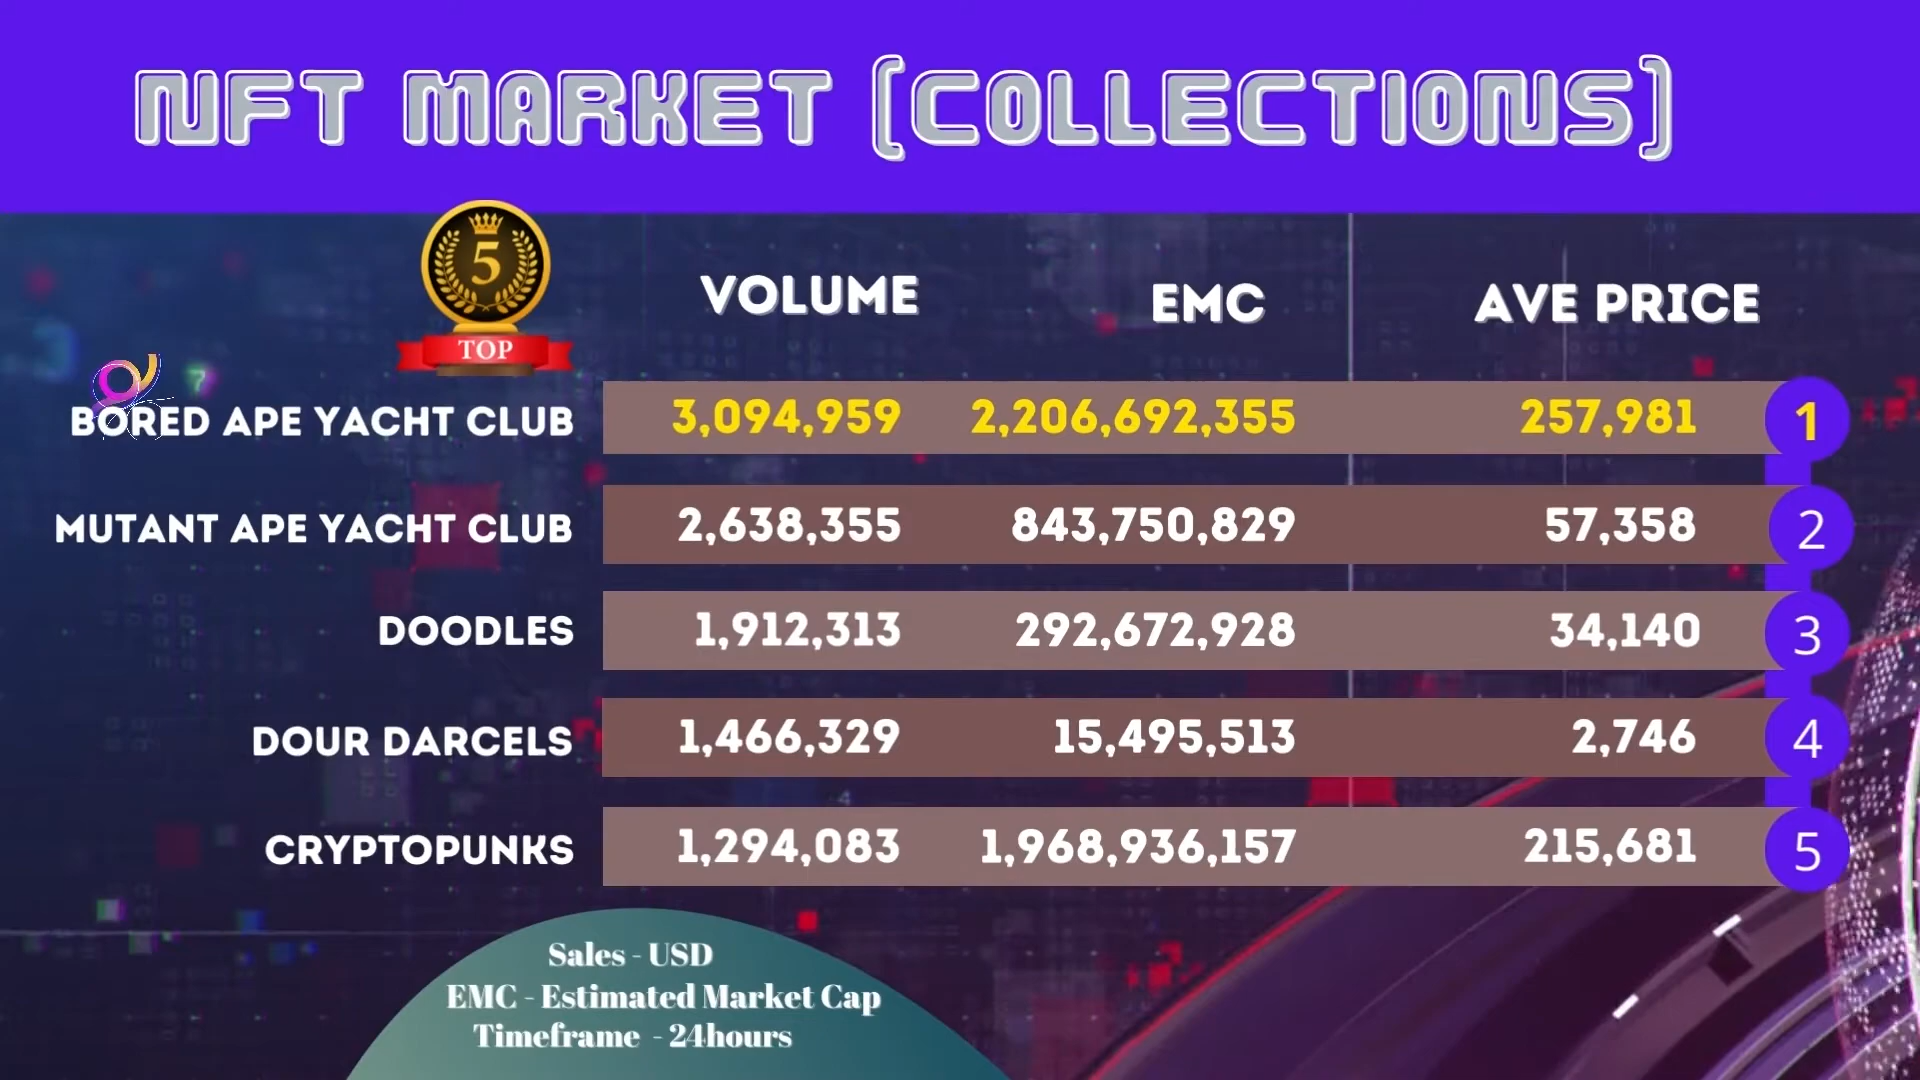 NFT MARKET (COLLECTIONS)
5
TOP
VOLUME EMC AVE PRICE
7
BORED APE YACHT CLUB 3,094,959 2,206,692,355 257,981 1
MUTANT APE YACHT CLUB 2,638,355 843,750,829 57,358 2
DOODLES 1,912,313 292,672,928 34,140 3
DOUR DARCELS 1,466,329 15,495,513 2,746 4
4
CRYPTOPUNKS 1,294,083 1,968,936,157 215,681 5
Sales - USD
EMC - Estimated Market Cap
Timeframe - 24hours